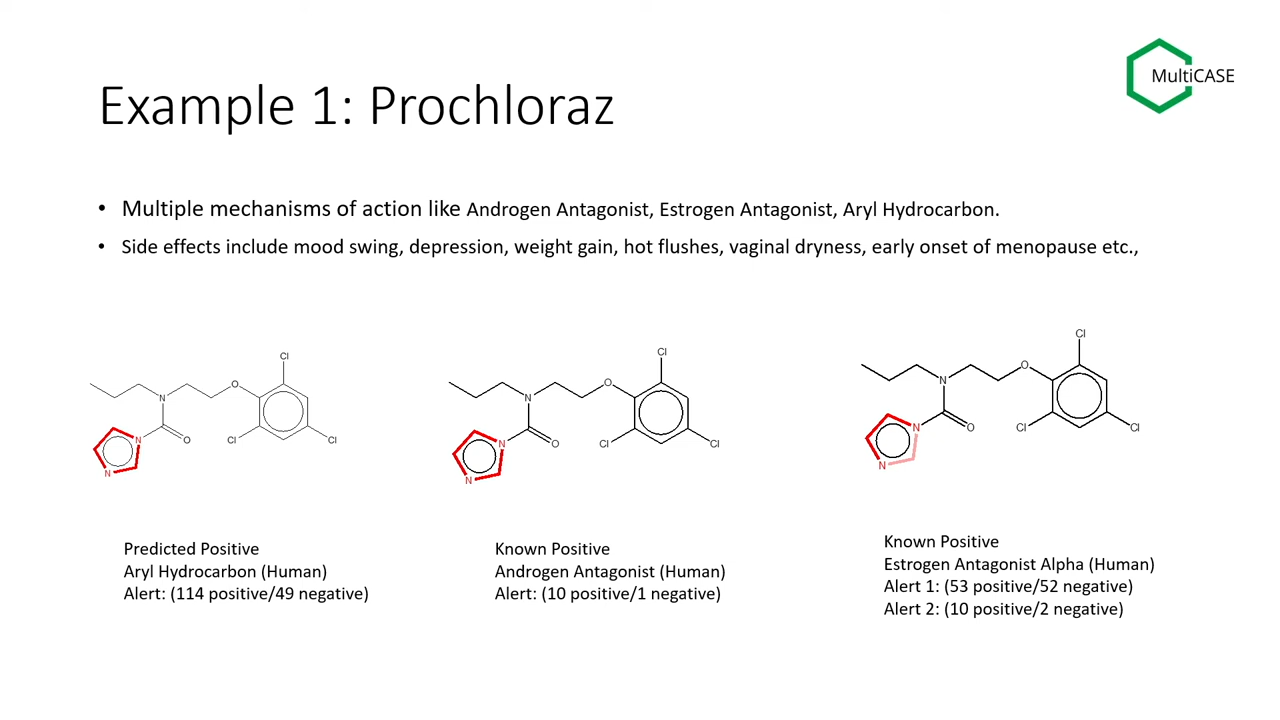 MultiCASE
Example 1: Prochloraz
• Multiple mechanisms of action like Androgen Antagonist, Estrogen Antagonist, Aryl Hydrocarbon.
• Side effects include mood swing, depression, weight gain, hot flushes, vaginal dryness, early onset of menopause etc.,
Cl
N
O
N
O
N
Cl
Cl
Cl
N
O
N
O
N
Cl
Cl
Cl
N
O
N
O
N
Cl
Cl
Predicted Positive
Aryl Hydrocarbon (Human)
Alert: (114 positive/49 negative)
Known Positive
Androgen Antagonist (Human)
Alert: (10 positive/1 negative)
Known Positive
Estrogen Antagonist Alpha (Human)
Alert 1: (53 positive/52 negative)
Alert 2: (10 positive/2 negative)